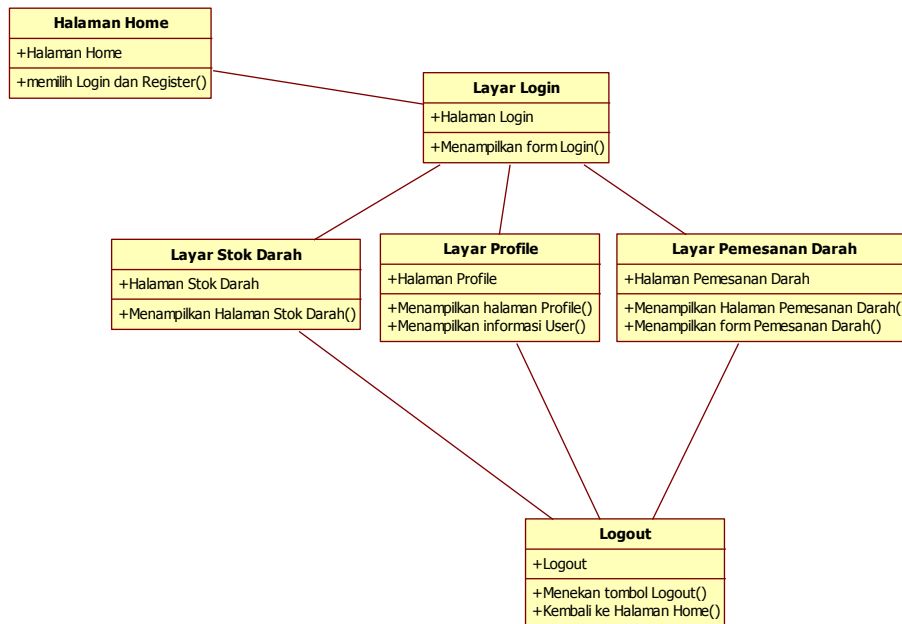 Halaman Home
+Halaman Home
+memilih Login dan Register()
Layar Login
+Halaman Login
+Menampilkan form Login()
Layar Stok Darah
+Halaman Stok Darah
+Menampilkan Halaman Stok Darah()
Layar Profile
+Halaman Profile
+Menampilkan halaman Profile()
+Menampilkan informasi User()
Layar Pemesanan Darah
+Halaman Pemesanan Darah
+Menampilkan Halaman Pemesanan Darah(
+Menampilkan form Pemesanan Darah()
Logout
+Logout
+Menekan tombol Logout()
+Kembali ke Halaman Home()